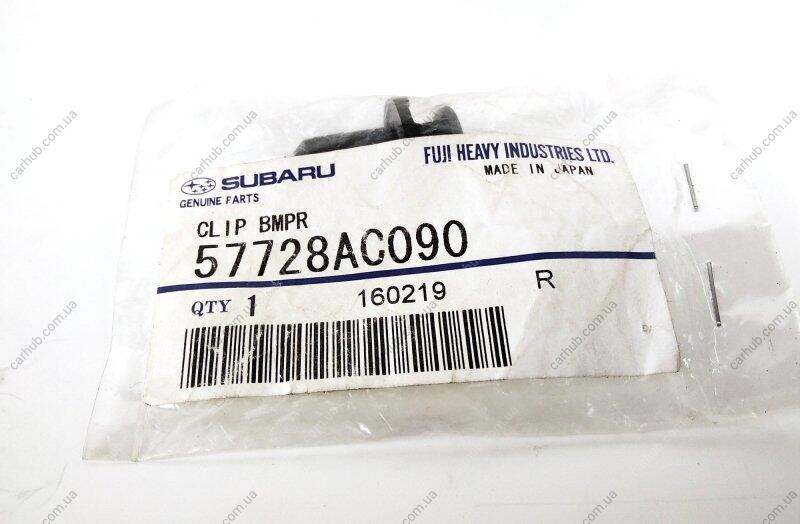 SUBARU
GENUINE PARTS
FUJI HEAVY INDUSTRIES LTD.
MADE IN JAPAN
CLIP BMPR
57728AC090
QTY 1 160219 R
carhub.com.ua